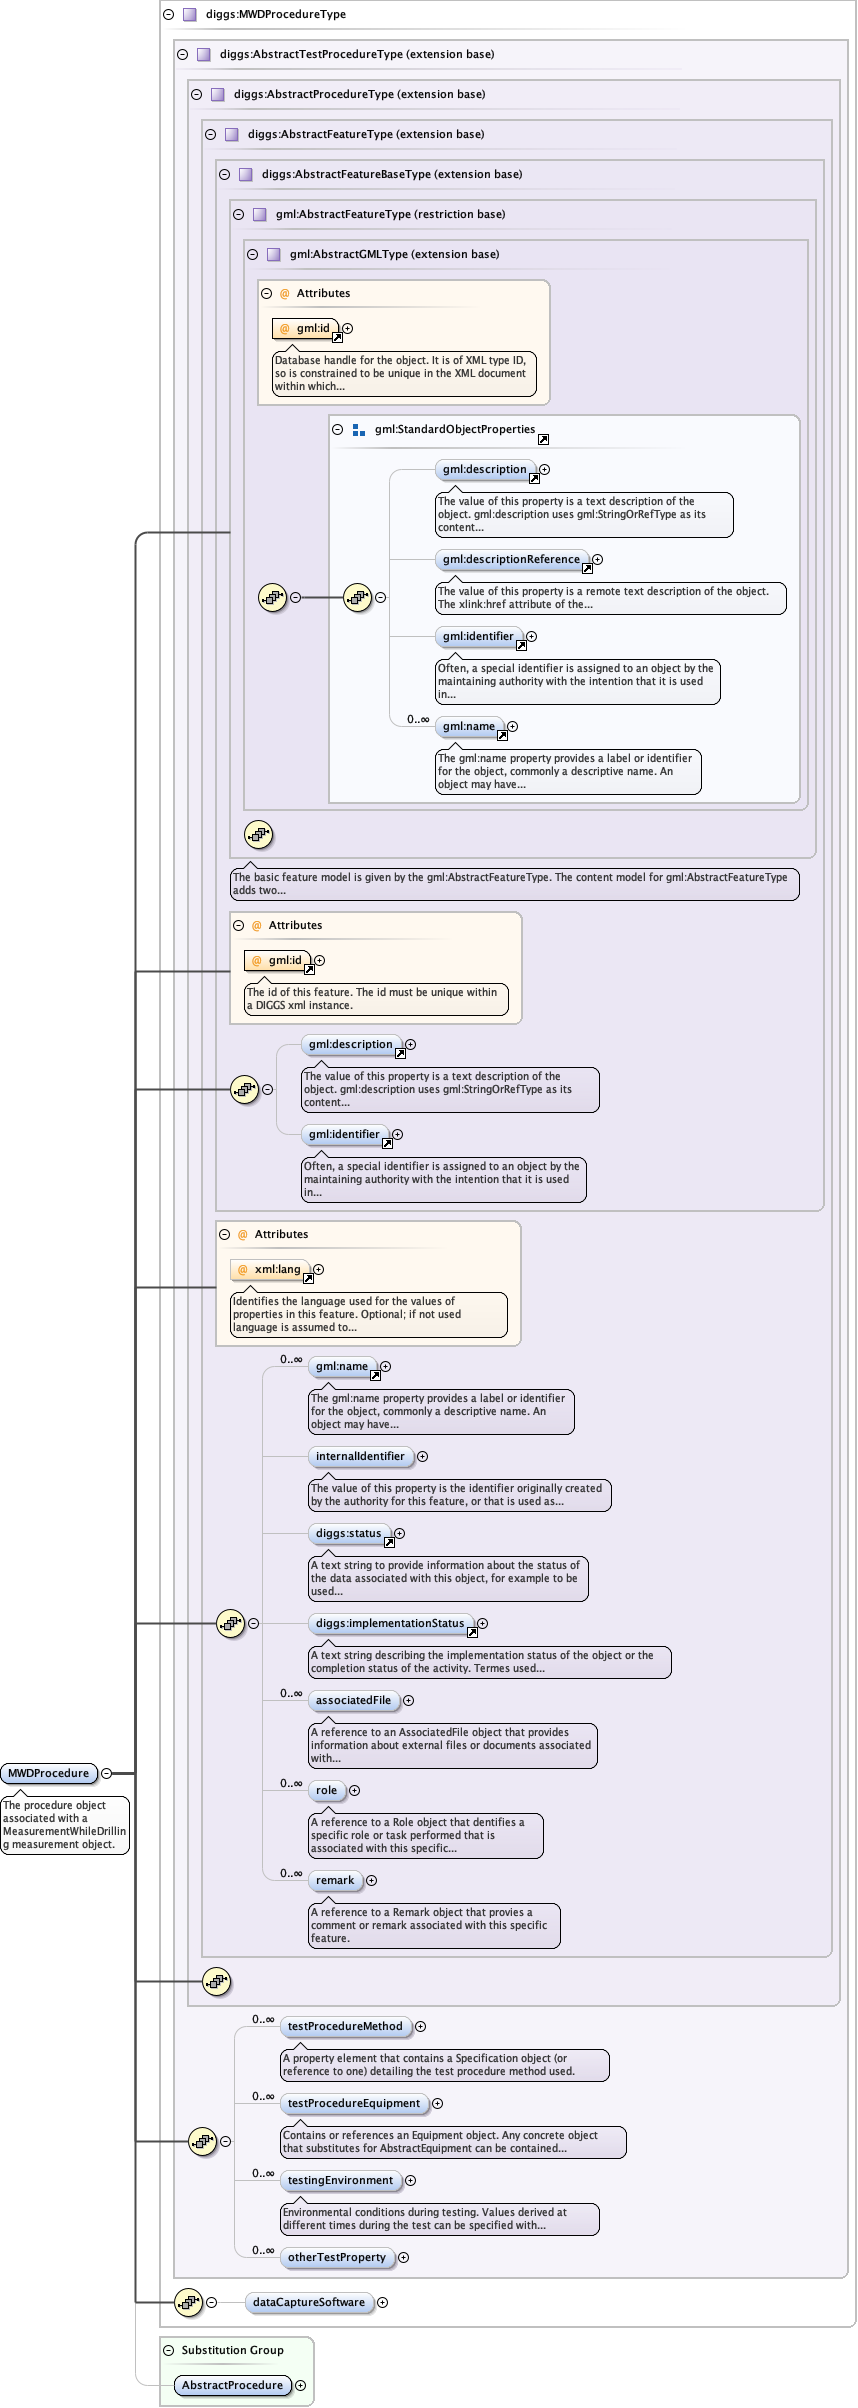 diggs:MWDProcedureType
diggs:AbstractTestProcedureType (extension base)
diggs:AbstractProcedureType (extension base)
diggs:AbstractFeatureType (extension base)
diggs:AbstractFeatureBaseType (extension base)
gml:AbstractFeatureType (restriction base)
gml:AbstractGMLType (extension base)
@ Attributes
@ gml:id
Database handle for the object. It is of XML type ID,
so is constrained to be unique in the XML document
within which...
gml:StandardObjectProperties
gml:description
The value of this property is a text description of the
object. gml:description uses gml:StringOrRefType as its
content...
gml:descriptionReference
The value of this property is a remote text description of the object.
The xlink:href attribute of the...
gml:identifier
Often, a special identifier is assigned to an object by the
maintaining authority with the intention that it is used
in...
0..∞
gml:name
The gml:name property provides a label or identifier
for the object, commonly a descriptive name. An
object may have...
The basic feature model is given by the gml:AbstractFeatureType. The content model for gml:AbstractFeatureType
adds two...
@ Attributes
@ gml:id
The id of this feature. The id must be unique within
a DIGGS xml instance.
gml:description
The value of this property is a text description of the
object. gml:description uses gml:StringOrRefType as its
content...
gml:identifier
Often, a special identifier is assigned to an object by the
maintaining authority with the intention that it is used
in...
@ Attributes
@ xml:lang
Identifies the language used for the values of
properties in this feature. Optional; if not used
language is assumed to...
0..∞
gml:name
The gml:name property provides a label or identifier
for the object, commonly a descriptive name. An
object may have...
internalIdentifier
The value of this property is the identifier originally created
by the authority for this feature, or that is used as...
diggs:status
A text string to provide information about the status of
the data associated with this object, for example to be
used...
diggs:implementationStatus
A text string describing the implementation status of the object or the
completion status of the activity. Termes used...
0..∞
associatedFile
A reference to an AssociatedFile object that provides
information about external files or documents associated
with...
0..∞
role
A reference to a Role object that dentifies a
specific role or task performed that is
associated with this specific...
0..∞
remark
A reference to a Remark object that provies a
comment or remark associated with this specific
feature.
MWDProcedure
The procedure object
associated with a
MeasurementWhileDrillin
g measurement object.
0..∞
testProcedureMethod
A property element that contains a Specification object (or
reference to one) detailing the test procedure method used.
0..∞
testProcedureEquipment
Contains or references an Equipment object. Any concrete object
that substitutes for AbstractEquipment can be contained...
0..∞
testingEnvironment
Environmental conditions during testing. Values derived at
different times during the test can be specified with...
0..∞
otherTestProperty
dataCaptureSoftware
Substitution Group
AbstractProcedure